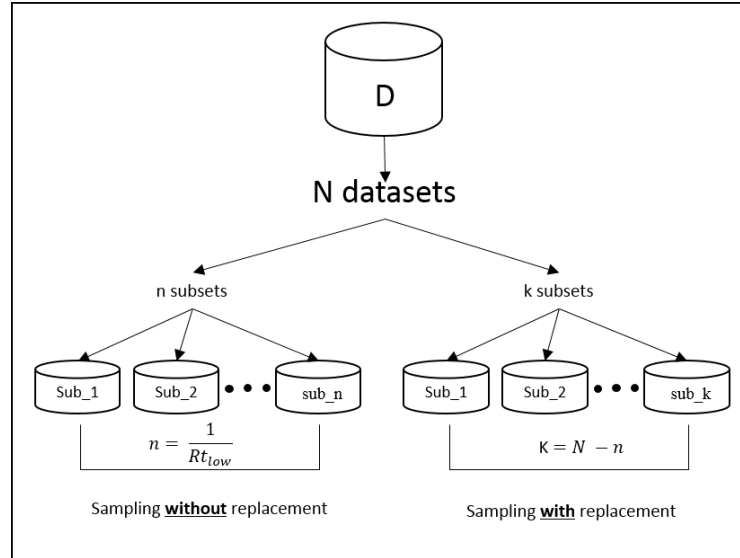 D
N datasets
n subsets
k subsets
Sub_1
Sub_2
sub_n
Sub_1
Sub_2
sub_k
n = 1 / Rt_low
K = N − n
Sampling without replacement
Sampling with replacement